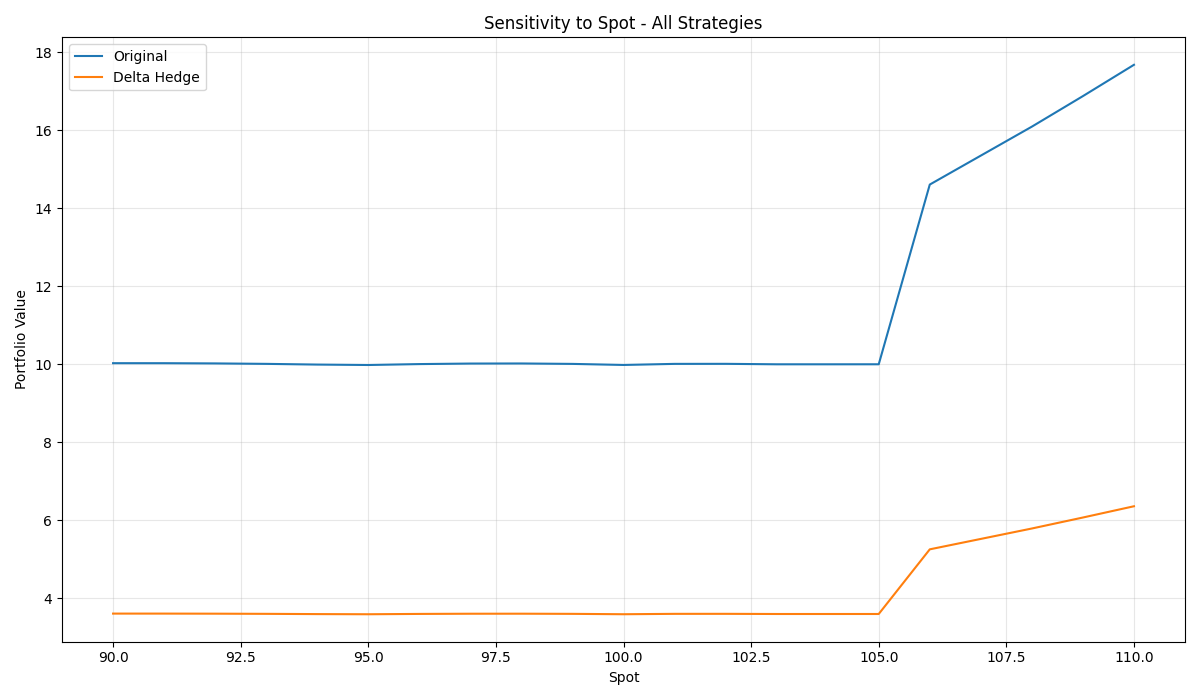 Sensitivity to Spot - All Strategies
Original
Delta Hedge
Portfolio Value
18
16
14
12
10
8
6
4
90.0 92.5 95.0 97.5 100.0 102.5 105.0 107.5 110.0
Spot